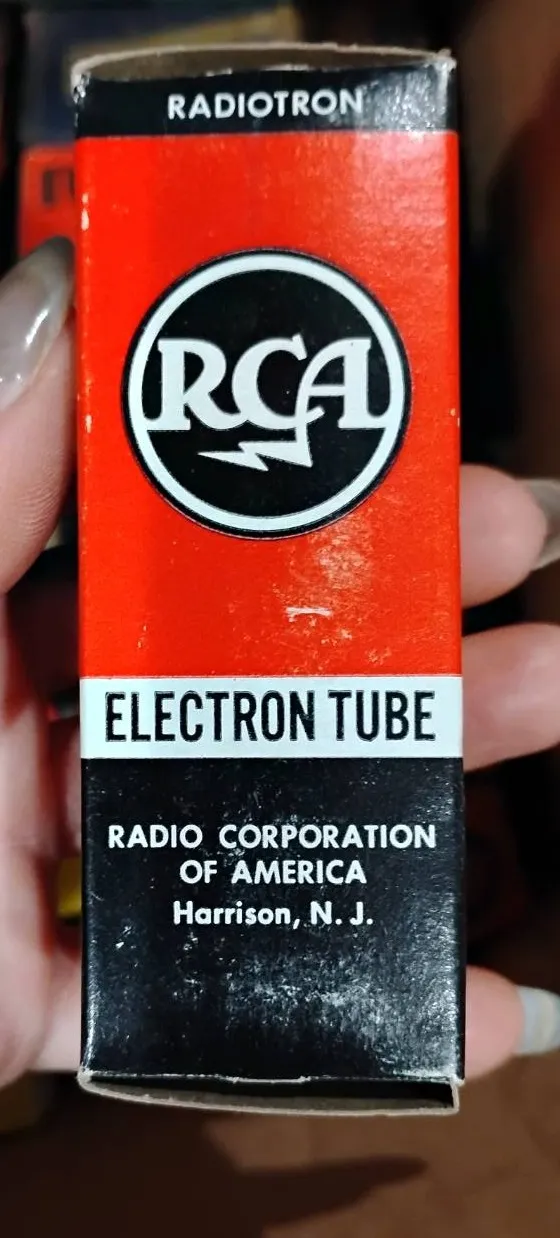 RADIOTRON
RCA
ELECTRON TUBE
RADIO CORPORATION
OF AMERICA
Harrison, N. J.